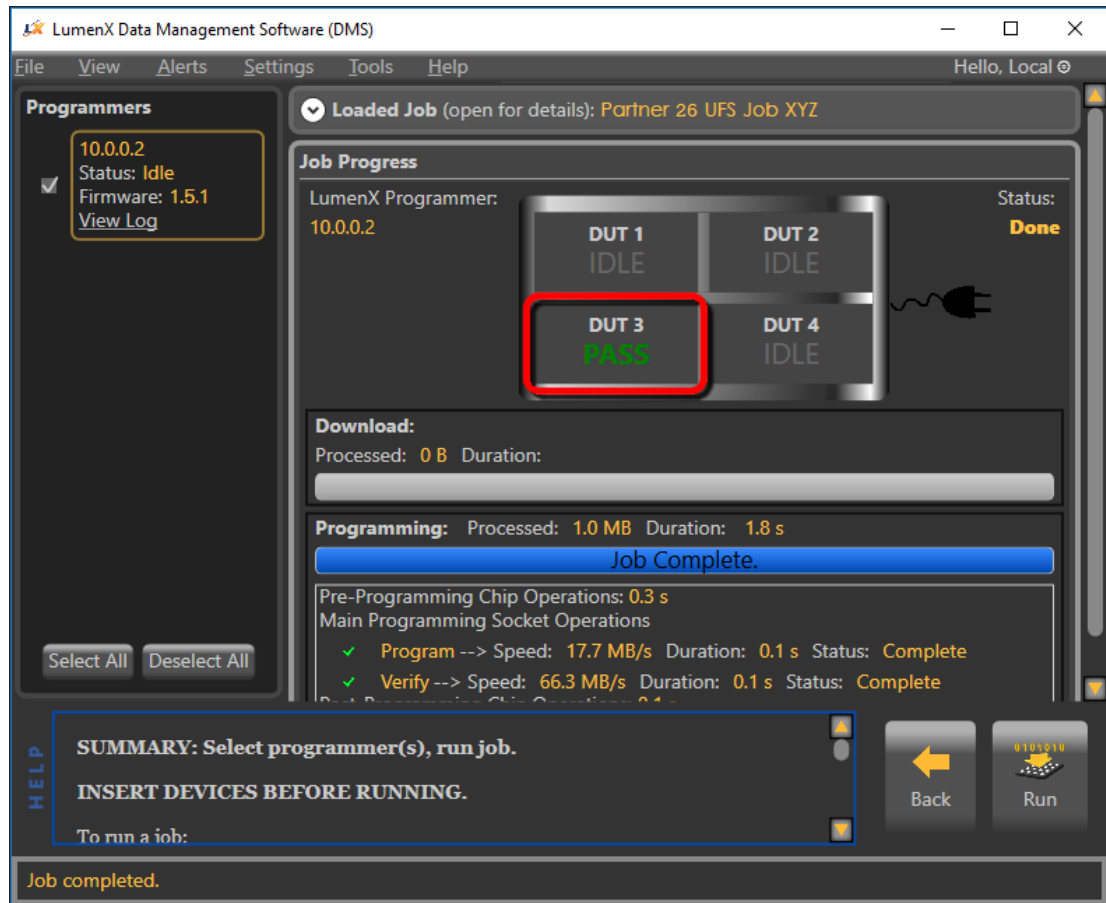 LumenX Data Management Software (DMS)
File View Alerts Settings Tools Help Hello, Local
Programmers
10.0.0.2
Status: Idle
Firmware: 1.5.1
View Log
Select All Deselect All
Loaded Job (open for details): Partner 26 UFS Job XYZ
Job Progress
LumenX Programmer:
10.0.0.2
DUT 1
IDLE
DUT 2
IDLE
DUT 3
PASS
DUT 4
IDLE
Status:
Done
Download:
Processed: 0 B Duration:
Programming: Processed: 1.0 MB Duration: 1.8 s
Job Complete.
Pre-Programming Chip Operations: 0.3 s
Main Programming Socket Operations
Program --> Speed: 17.7 MB/s Duration: 0.1 s Status: Complete
Verify --> Speed: 66.3 MB/s Duration: 0.1 s Status: Complete
HELP
SUMMARY: Select programmer(s), run job.
INSERT DEVICES BEFORE RUNNING.
To run a job:
Back
0101010
Run
Job completed.